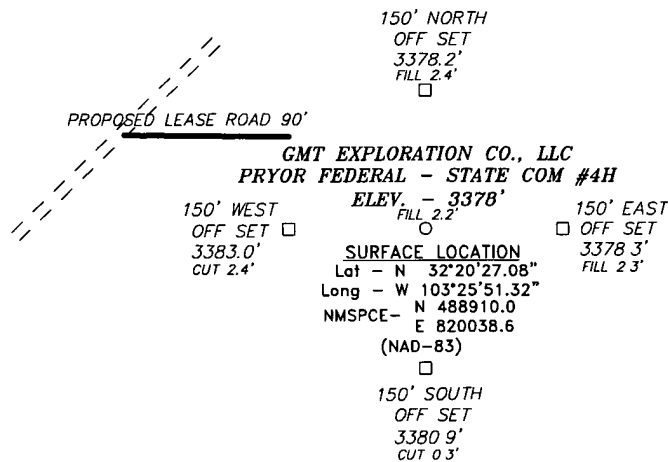 150' NORTH
OFF SET
3378.2'
FILL 2.4'
PROPOSED LEASE ROAD 90'
GMT EXPLORATION CO., LLC
PRYOR FEDERAL - STATE COM #4H
ELEV. - 3378'
FILL 2.2'
150' WEST
OFF SET
3383.0'
CUT 2.4'
150' EAST
OFF SET
3378 3'
FILL 2 3'
SURFACE LOCATION
Lat - N 32°20'27.08"
Long - W 103°25'51.32"
NMSPCE- N 488910.0
E 820038.6
(NAD-83)
150' SOUTH
OFF SET
3380 9'
CUT 0 3'